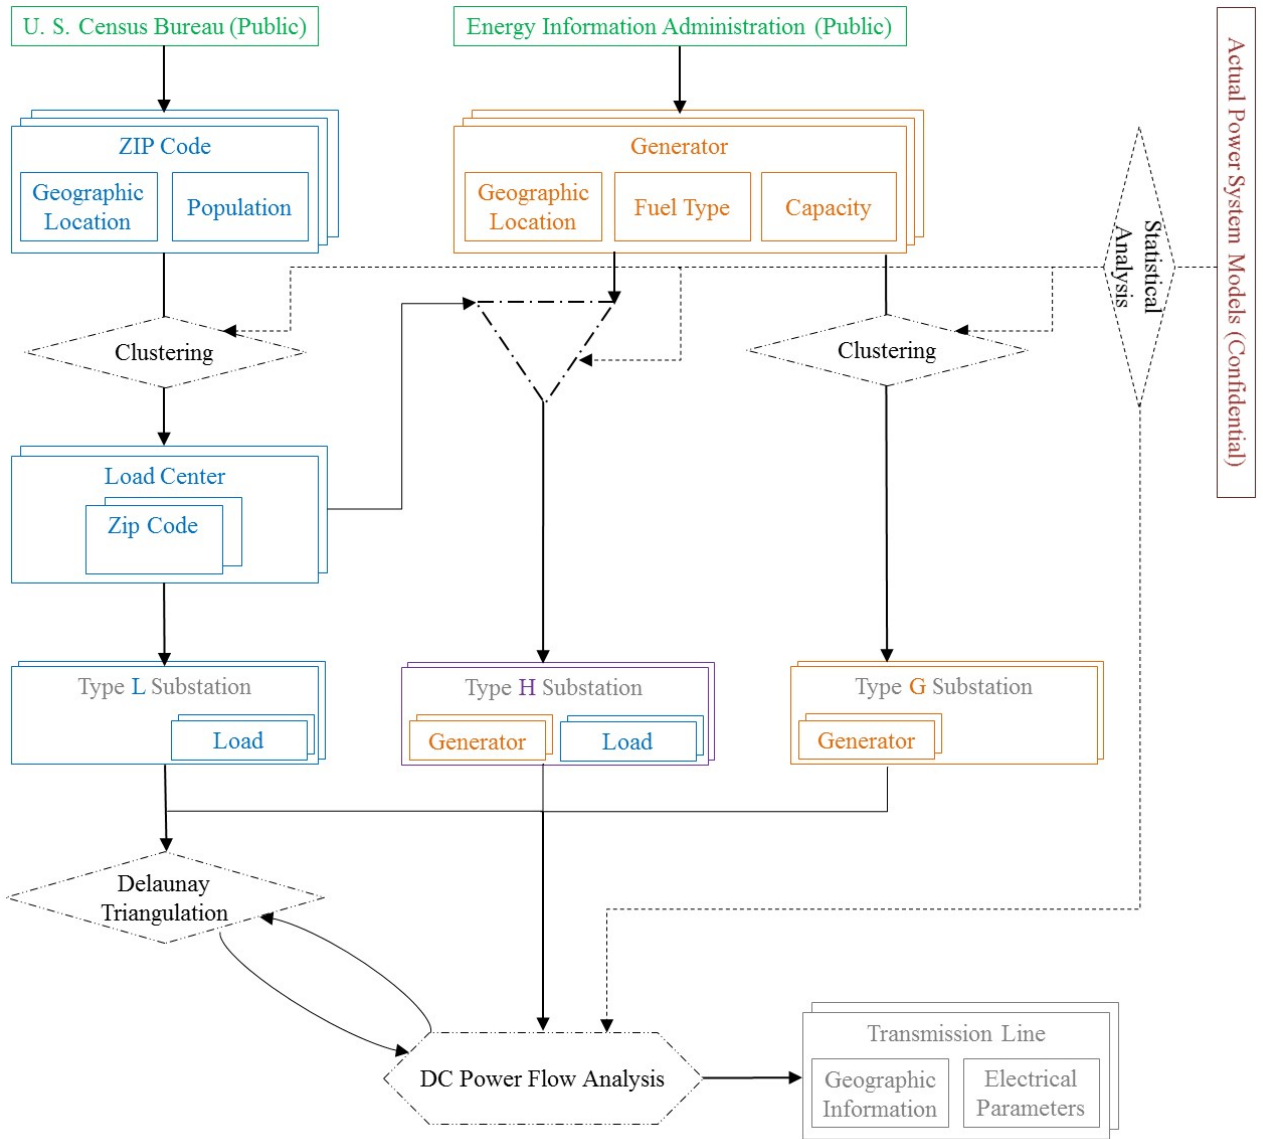 U. S. Census Bureau (Public)
Energy Information Administration (Public)
Actual Power System Models (Confidential)
ZIP Code
Geographic
Location
Population
Generator
Geographic
Location
Fuel Type
Capacity
Statistical
Analysis
Clustering
Clustering
Load Center
Zip Code
Type L Substation
Load
Type H Substation
Generator
Load
Type G Substation
Generator
Delaunay
Triangulation
DC Power Flow Analysis
Transmission Line
Geographic
Information
Electrical
Parameters